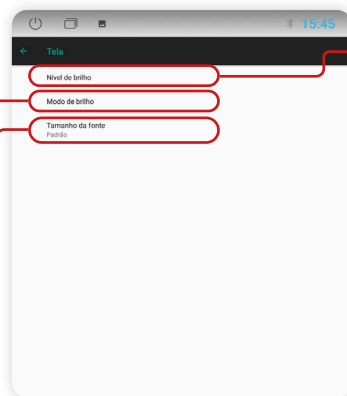 15:45
Tela
Nível de brilho
Modo de brilho
Tamanho da fonte
Padrão